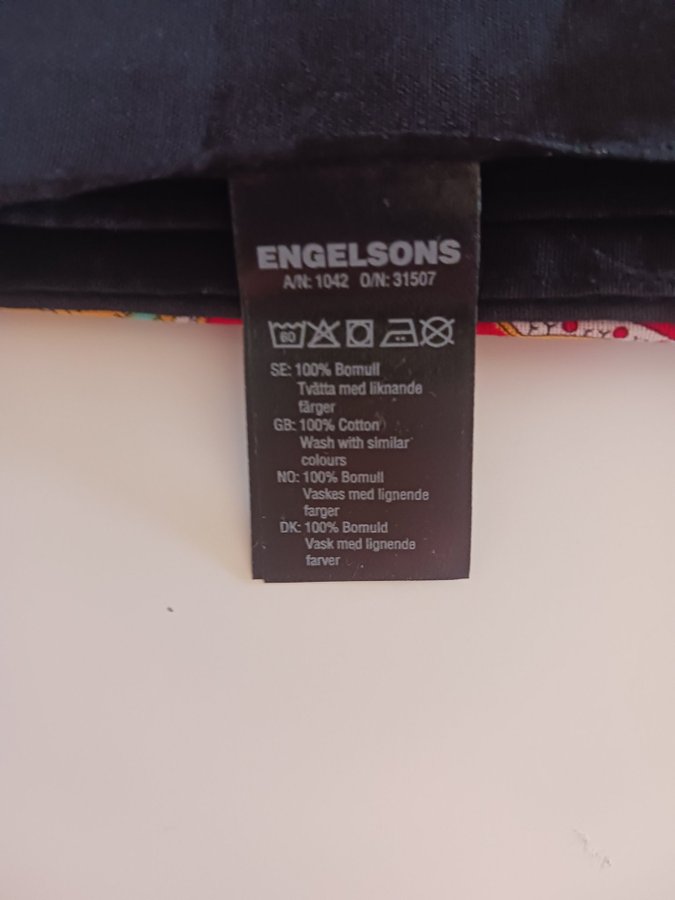 ENGELSONS
A/N: 1042 O/N: 31507
60
SE: 100% Bomull
Tvätta med liknande
färger
GB: 100% Cotton
Wash with similar
colours
NO: 100% Bomull
Vaskes med lignende
farger
DK: 100% Bomuld
Vask med lignende
farver